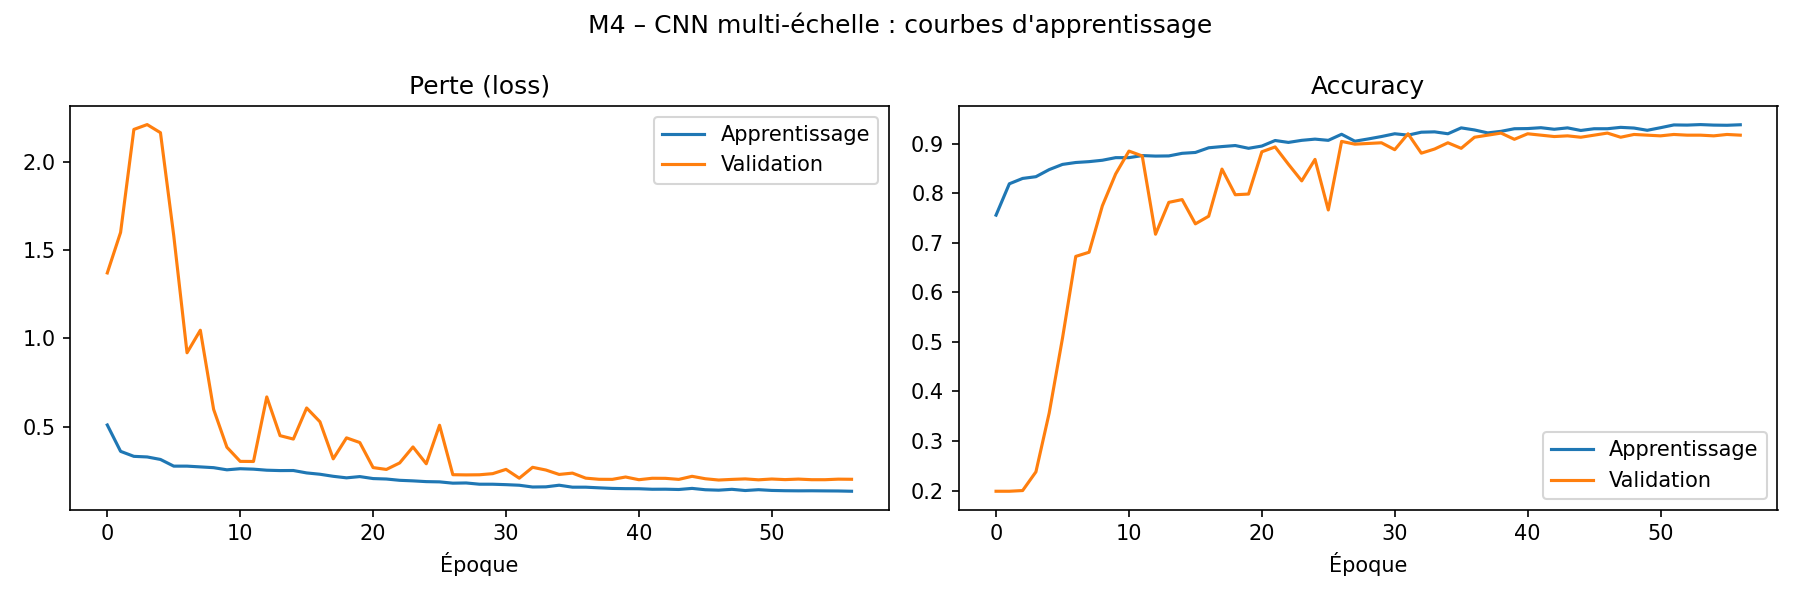 M4 – CNN multi-échelle : courbes d'apprentissage
Perte (loss)
2.0
1.5
1.0
0.5
0 10 20 30 40 50
Époque
Apprentissage
Validation
Accuracy
0.9
0.8
0.7
0.6
0.5
0.4
0.3
0.2
0 10 20 30 40 50
Époque
Apprentissage
Validation